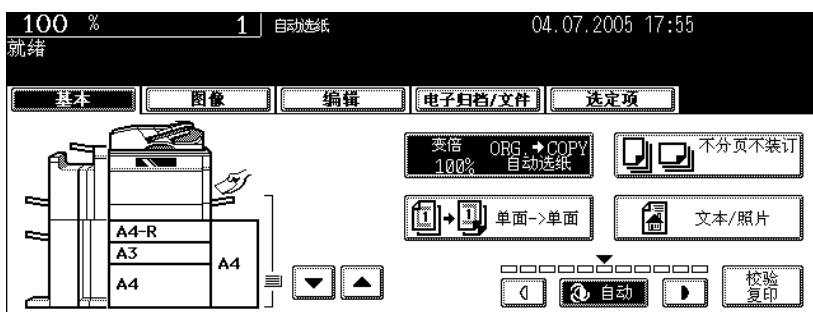 100 % 1 自动选纸 04.07.2005 17:55
就绪
基本 图像 编辑 电子归档/文件 选定项
变倍 ORG.➔COPY
100% 自动选纸
不分页不装订
1 ➔ 1 单面->单面
文本/照片
A4-R
A3
A4
A4
自动
校验
复印